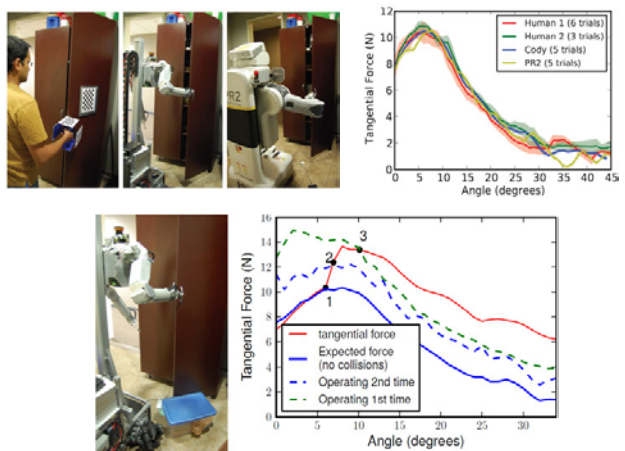 PR2
Tangential Force (N)
12
10
8
6
4
2
0
Human 1 (6 trials)
Human 2 (3 trials)
Cody (5 trials)
PR2 (5 trials)
0 5 10 15 20 25 30 35 40 45
Angle (degrees)
Tangential Force (N)
16
14
12
10
8
6
4
2
0
1
2
3
tangential force
Expected force
(no collisions)
Operating 2nd time
Operating 1st time
0 5 10 15 20 25 30
Angle (degrees)